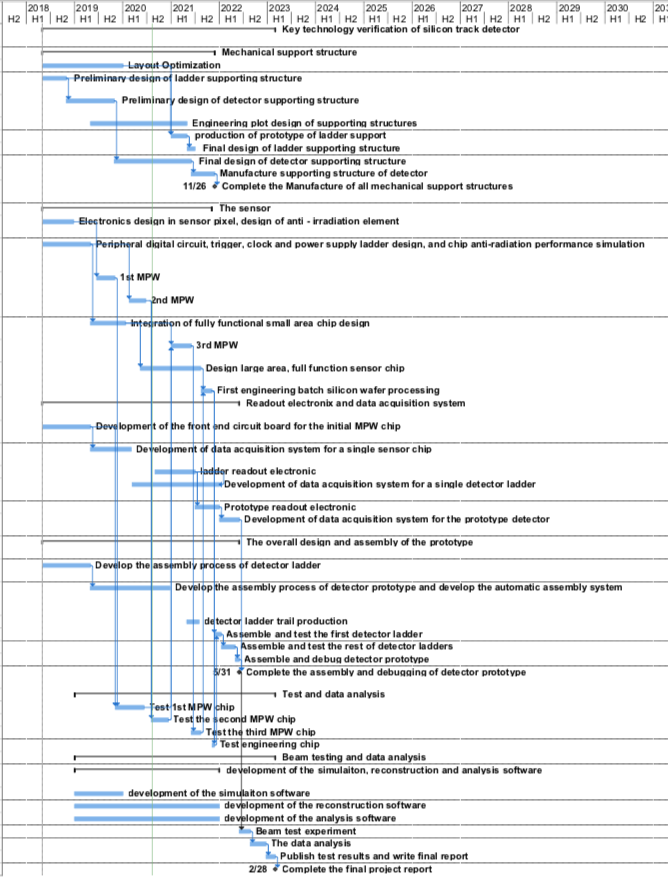 2018 2019 2020 2021 2022 2023 2024 2025 2026 2027 2028 2029 2030
H2 H1 H2 H1 H2 H1 H2 H1 H2 H1 H2 H1 H2 H1 H2 H1 H2 H1 H2 H1 H2 H1 H2 H1 H2 H1 H2 H1
Key technology verification of silicon track detector
Mechanical support structure
Layout Optimization
Preliminary design of ladder supporting structure
Preliminary design of detector supporting structure
Engineering plot design of supporting structures
production of prototype of ladder support
Final design of ladder supporting structure
Final design of detector supporting structure
Manufacture supporting structure of detector
11/26 Complete the Manufacture of all mechanical support structures
The sensor
Electronics design in sensor pixel, design of anti - irradiation element
Peripheral digital circuit, trigger, clock and power supply ladder design, and chip anti-radiation performance simulation
1st MPW
2nd MPW
Integration of fully functional small area chip design
3rd MPW
Design large area, full function sensor chip
First engineering batch silicon wafer processing
Readout electronix and data acquisition system
Development of the front end circuit board for the initial MPW chip
Development of data acquisition system for a single sensor chip
ladder readout electronic
Development of data acquisition system for a single detector ladder
Prototype readout electronic
Development of data acquisition system for the prototype detector
The overall design and assembly of the prototype
Develop the assembly process of detector ladder
Develop the assembly process of detector prototype and develop the automatic assembly system
detector ladder trail production
Assemble and test the first detector ladder
Assemble and test the rest of detector ladders
Assemble and debug detector prototype
5/31 Complete the assembly and debugging of detector prototype
Test and data analysis
Test 1st MPW chip
Test the second MPW chip
Test the third MPW chip
Test engineering chip
Beam testing and data analysis
development of the simulaiton, reconstruction and analysis software
development of the simulaiton software
development of the reconstruction software
development of the analysis software
Beam test experiment
The data analysis
Publish test results and write final report
2/28 Complete the final project report